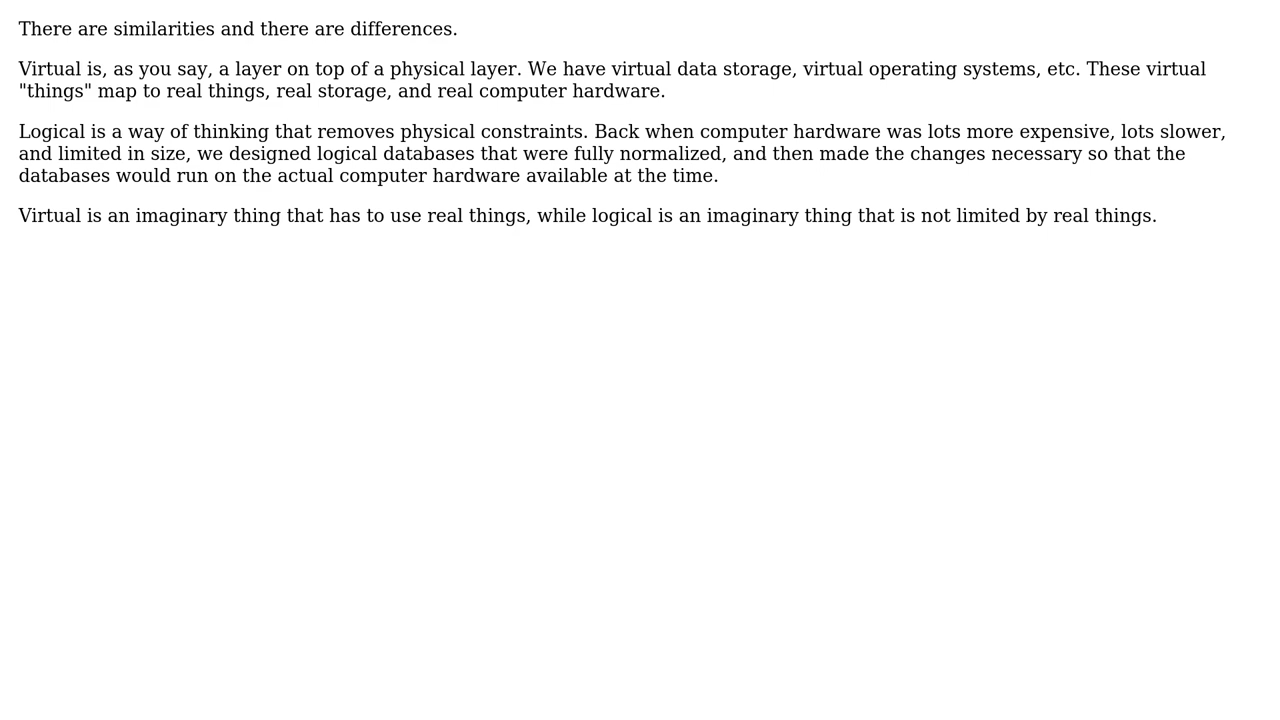 There are similarities and there are differences.
Virtual is, as you say, a layer on top of a physical layer. We have virtual data storage, virtual operating systems, etc. These virtual
"things" map to real things, real storage, and real computer hardware.
Logical is a way of thinking that removes physical constraints. Back when computer hardware was lots more expensive, lots slower,
and limited in size, we designed logical databases that were fully normalized, and then made the changes necessary so that the
databases would run on the actual computer hardware available at the time.
Virtual is an imaginary thing that has to use real things, while logical is an imaginary thing that is not limited by real things.